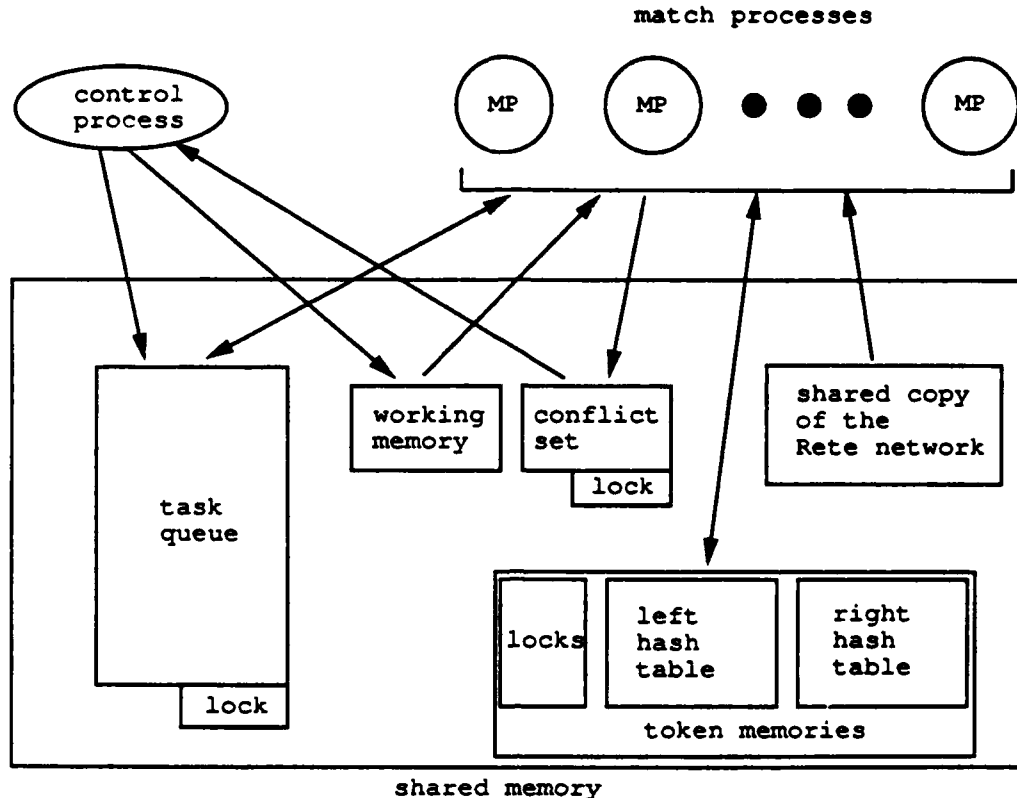 match processes
control
process
MP
MP
MP
working
memory
conflict
set
lock
shared copy
of the
Rete network
task
queue
lock
locks
left
hash
table
right
hash
table
token memories
shared memory